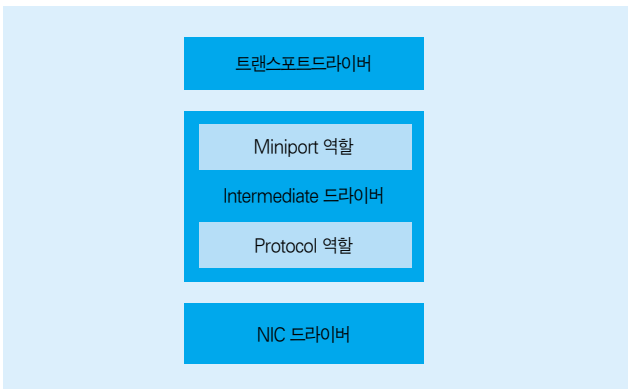 트랜스포트드라이버
Miniport 역할
Intermediate 드라이버
Protocol 역할
NIC 드라이버